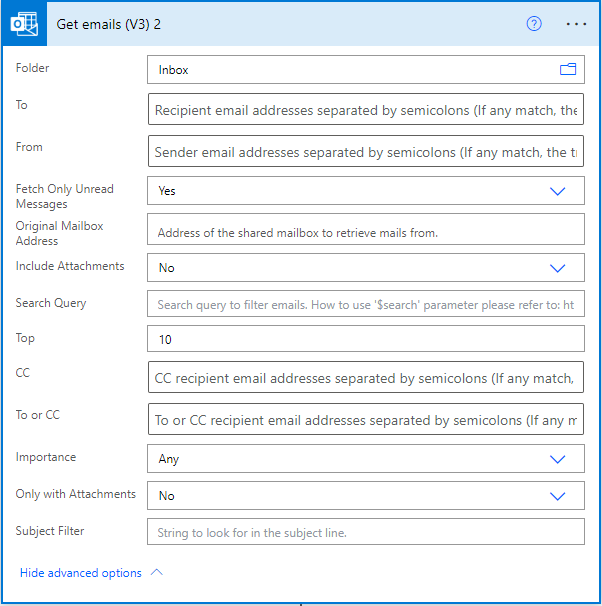 Get emails (V3) 2
Folder
Inbox
To
Recipient email addresses separated by semicolons (If any match, the
From
Sender email addresses separated by semicolons (If any match, the t
Fetch Only Unread
Messages
Yes
Original Mailbox
Address
Address of the shared mailbox to retrieve mails from.
Include Attachments
No
Search Query
Search query to filter emails. How to use '$search' parameter please refer to: ht
Top
10
CC
CC recipient email addresses separated by semicolons (If any match,
To or CC
To or CC recipient email addresses separated by semicolons (If any m
Importance
Any
Only with Attachments
No
Subject Filter
String to look for in the subject line.
Hide advanced options